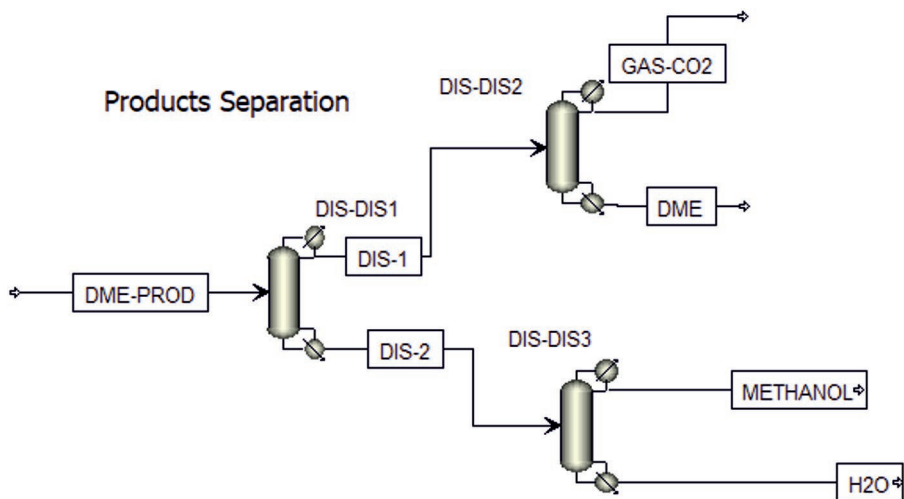 Products Separation
GAS-CO2
DIS-DIS2
DME
DIS-DIS1
DIS-1
DME-PROD
DIS-2
DIS-DIS3
METHANOL
H2O